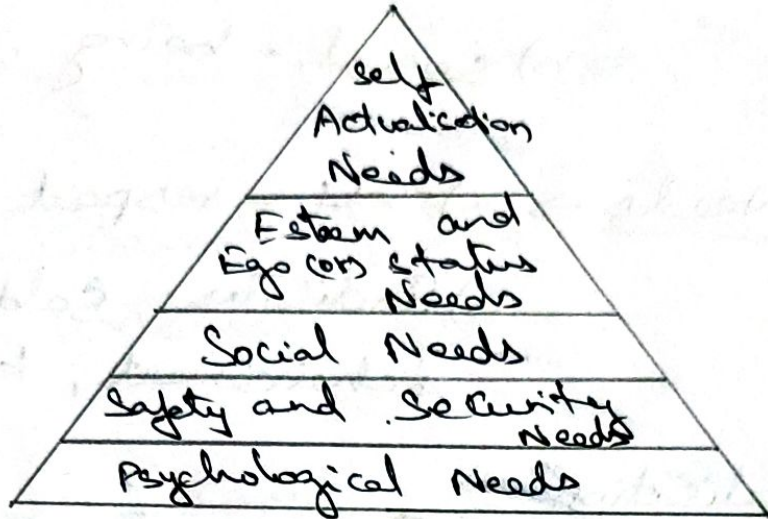 Self
Actualisation
Needs
Esteem and
Ego (or) status
Needs
Social Needs
Safety and Security
Needs
Psychological Needs